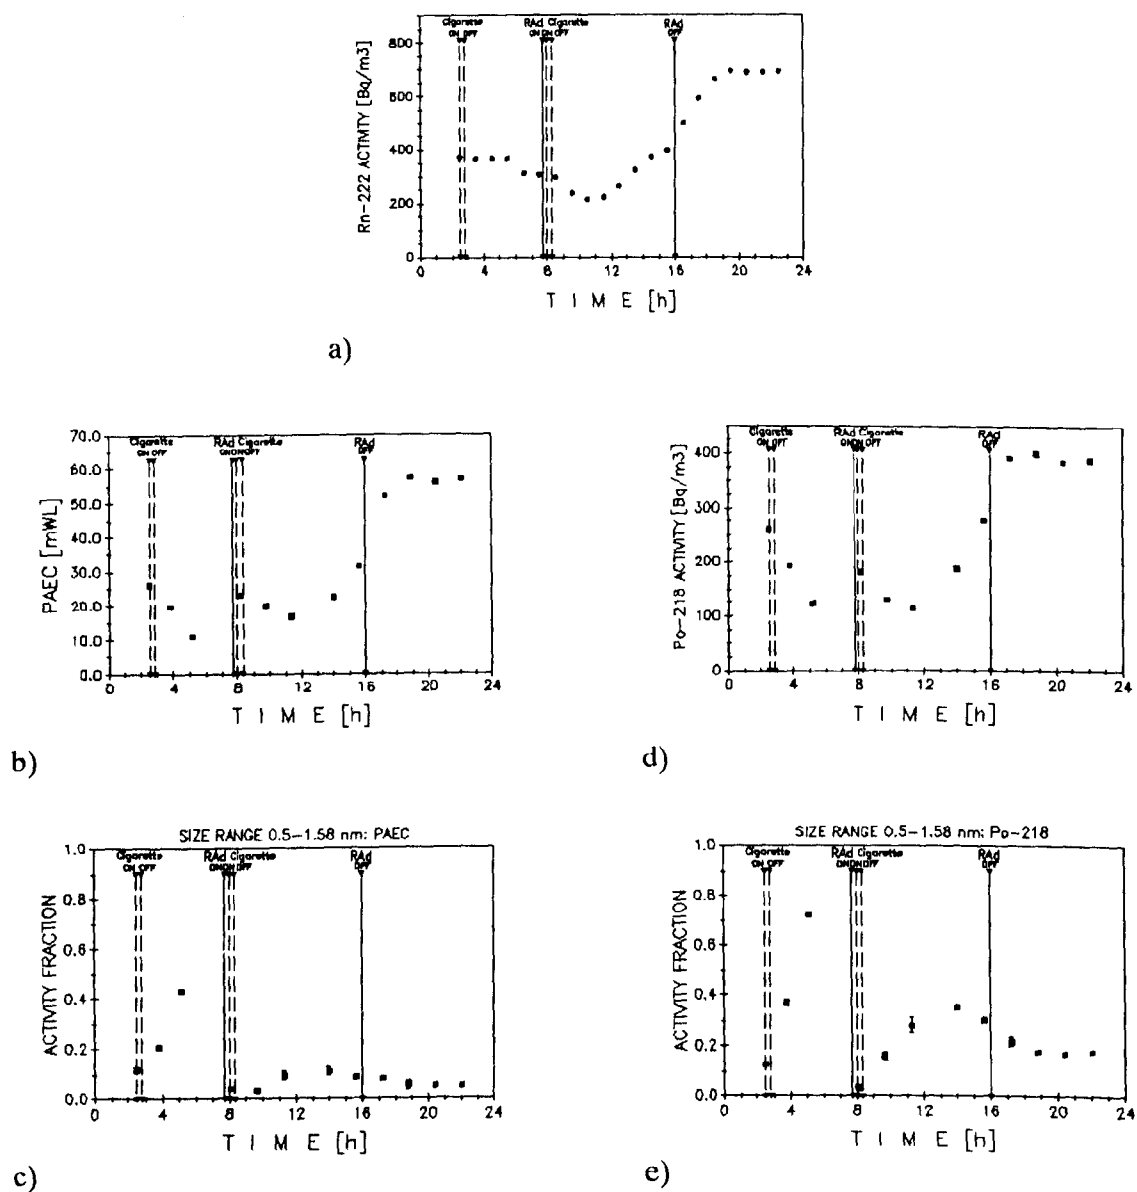 Cigarette RAd Cigarette RAd
ON OFF ON ON OFF OFF
800
600
400
200
0
Rn-222 ACTIVITY [Bq/m3]
0 4 8 12 16 20 24
T I M E [h]
a)
Cigarette RAd Cigarette RAd
ON OFF ON ON OFF OFF
70.0
60.0
50.0
40.0
30.0
20.0
10.0
0.0
PAEC [mWL]
0 4 8 12 16 20 24
T I M E [h]
b)
Cigarette RAd Cigarette RAd
ON OFF ON ON OFF OFF
400
300
200
100
0
Po-218 ACTIVITY [Bq/m3]
0 4 8 12 16 20 24
T I M E [h]
d)
SIZE RANGE 0.5-1.58 nm: PAEC
Cigarette RAd Cigarette RAd
ON OFF ON ON OFF OFF
1.0
0.8
0.6
0.4
0.2
0.0
ACTIVITY FRACTION
0 4 8 12 16 20 24
T I M E [h]
c)
SIZE RANGE 0.5-1.58 nm: Po-218
Cigarette RAd Cigarette RAd
ON OFF ON ON OFF OFF
1.0
0.8
0.6
0.4
0.2
0.0
ACTIVITY FRACTION
0 4 8 12 16 20 24
T I M E [h]
e)